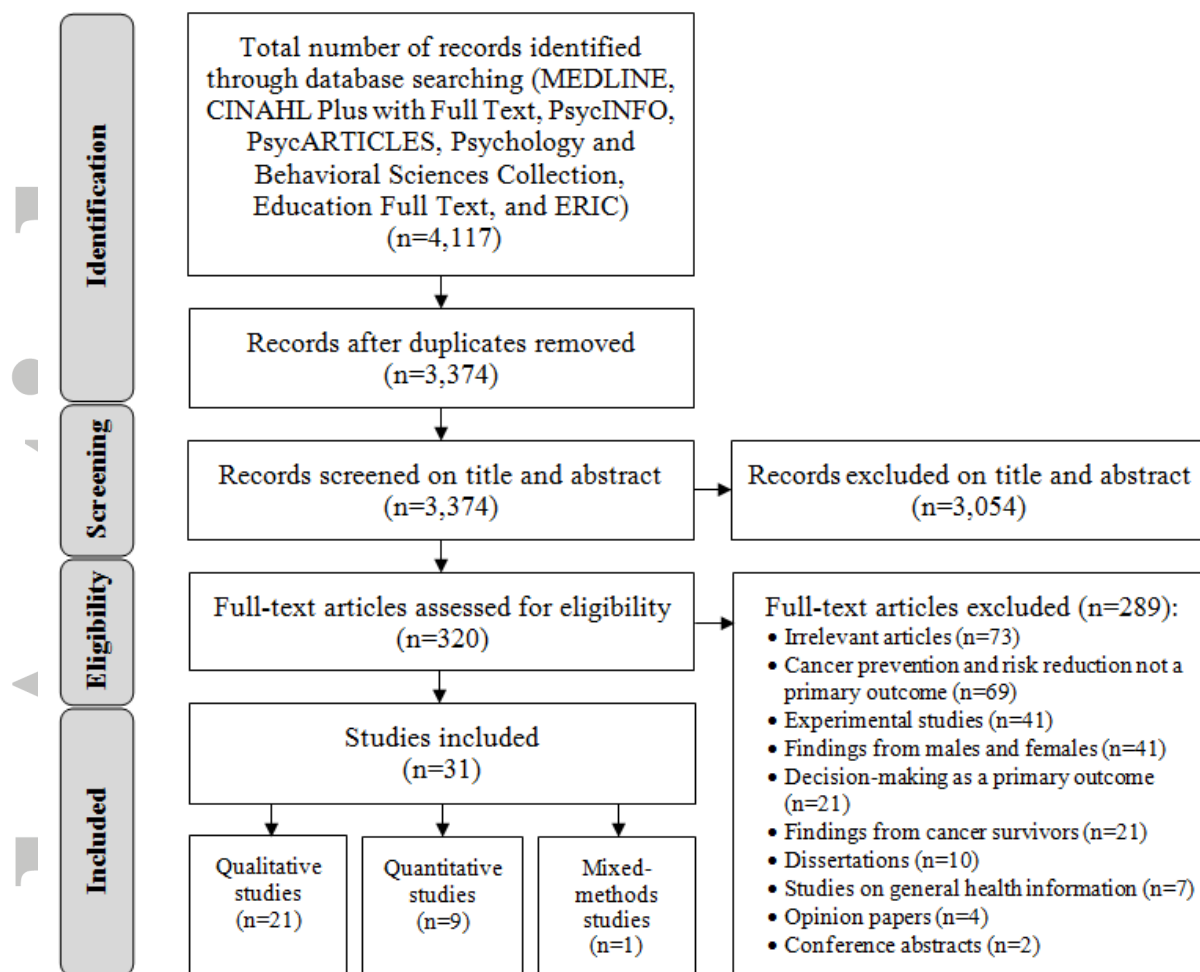 Identification
Total number of records identified
through database searching (MEDLINE,
CINAHL Plus with Full Text, PsycINFO,
PsycARTICLES, Psychology and
Behavioral Sciences Collection,
Education Full Text, and ERIC)
(n=4,117)
Records after duplicates removed
(n=3,374)
Screening
Records screened on title and abstract
(n=3,374)
Records excluded on title and abstract
(n=3,054)
Eligibility
Full-text articles assessed for eligibility
(n=320)
Full-text articles excluded (n=289):
• Irrelevant articles (n=73)
• Cancer prevention and risk reduction not a
primary outcome (n=69)
• Experimental studies (n=41)
• Findings from males and females (n=41)
• Decision-making as a primary outcome
(n=21)
• Findings from cancer survivors (n=21)
• Dissertations (n=10)
• Studies on general health information (n=7)
• Opinion papers (n=4)
• Conference abstracts (n=2)
Included
Studies included
(n=31)
Qualitative
studies
(n=21)
Quantitative
studies
(n=9)
Mixed-
methods
studies
(n=1)